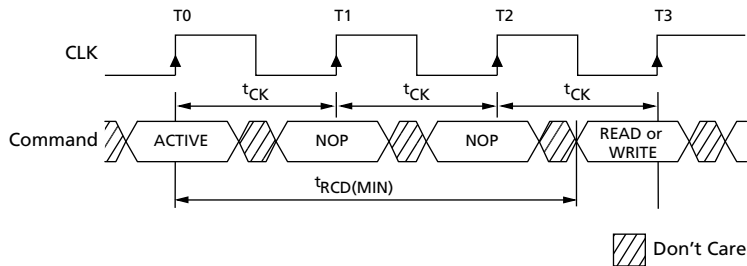 T0 T1 T2 T3
CLK
tCK tCK tCK
Command ACTIVE NOP NOP READ or
WRITE
tRCD(MIN)
Don't Care